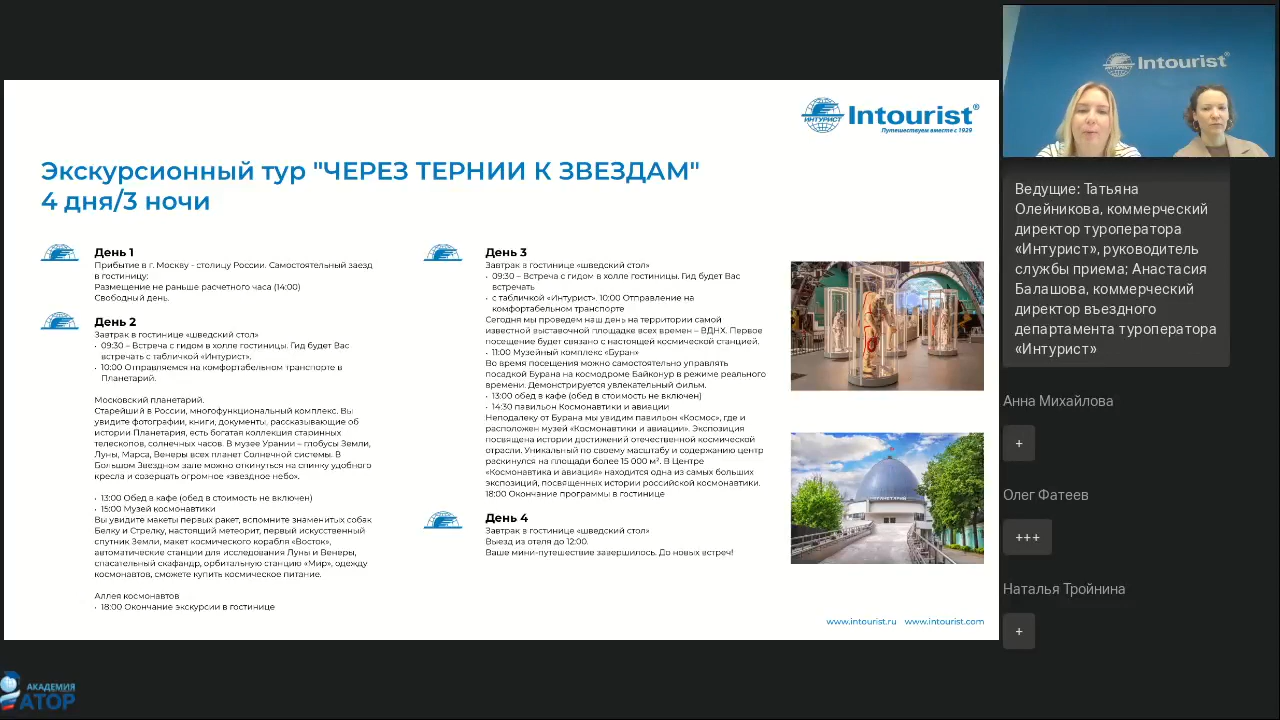 Intourist®
ИНТУРИСТ
Путешествуем вместе с 1929
Экскурсионный тур "ЧЕРЕЗ ТЕРНИИ К ЗВЕЗДАМ"
4 дня/3 ночи
День 1
Прибытие в г. Москву - столицу России. Самостоятельный заезд
в гостиницу:
Размещение не раньше расчетного часа (14:00)
Свободный день.
День 2
Завтрак в гостинице «шведский стол»
• 09:30 – Встреча с гидом в холле гостиницы. Гид будет Вас
встречать с табличкой «Интурист».
• 10:00 Отправляемся на комфортабельном транспорте в
Планетарий.
Московский планетарий.
Старейший в России, многофункциональный комплекс. Вы
увидите фотографии, книги, документы, рассказывающие об
истории Планетария, есть богатая коллекция старинных
телескопов, солнечных часов. В музее Урании – глобусы Земли,
Луны, Марса, Венеры всех планет Солнечной системы. В
Большом Звездном зале можно откинуться на спинку удобного
кресла и созерцать огромное «звездное небо».
• 13:00 Обед в кафе (обед в стоимость не включен)
• 15:00 Музей космонавтики
Вы увидите макеты первых ракет, вспомните знаменитых собак
Белку и Стрелку, настоящий метеорит, первый искусственный
спутник Земли, макет космического корабля «Восток»,
автоматические станции для исследования Луны и Венеры,
спасательный скафандр, орбитальную станцию «Мир», одежду
космонавтов, сможете купить космическое питание.
Аллея космонавтов
• 18:00 Окончание экскурсии в гостинице
День 3
Завтрак в гостинице «шведский стол»
• 09:30 – Встреча с гидом в холле гостиницы. Гид будет Вас
встречать
• с табличкой «Интурист». 10:00 Отправление на
комфортабельном транспорте
Сегодня мы проведем наш день на территории самой
известной выставочной площадке всех времен – ВДНХ. Первое
посещение будет связано с настоящей космической станцией.
• 11:00 Музейный комплекс «Буран»
Во время посещения можно самостоятельно управлять
посадкой Бурана на космодроме Байконур в режиме реального
времени. Демонстрируется увлекательный фильм.
• 13:00 обед в кафе (обед в стоимость не включен)
• 14:30 павильон Космонавтики и авиации
Неподалеку от Бурана мы увидим павильон «Космос», где и
расположен музей «Космонавтики и авиации». Экспозиция
посвящена истории достижений отечественной космической
отрасли. Уникальный по своему масштабу и содержанию центр
раскинулся на площади более 15 000 м². В Центре
«Космонавтика и авиация» находится одна из самых больших
экспозиций, посвященных истории российской космонавтики.
18:00 Окончание программы в гостинице
День 4
Завтрак в гостинице «шведский стол»
Выезд из отеля до 12:00.
Ваше мини-путешествие завершилось. До новых встреч!
ПЛАНЕТАРИЙ
www.intourist.ru www.intourist.com
АКАДЕМИЯ
АТОР
ИНТУРИСТ Intourist®
Ведущие: Татьяна
Олейникова, коммерческий
директор туроператора
«Интурист», руководитель
службы приема; Анастасия
Балашова, коммерческий
директор въездного
департамента туроператора
«Интурист»
Анна Михайлова
+
Олег Фатеев
+++
Наталья Тройнина
+